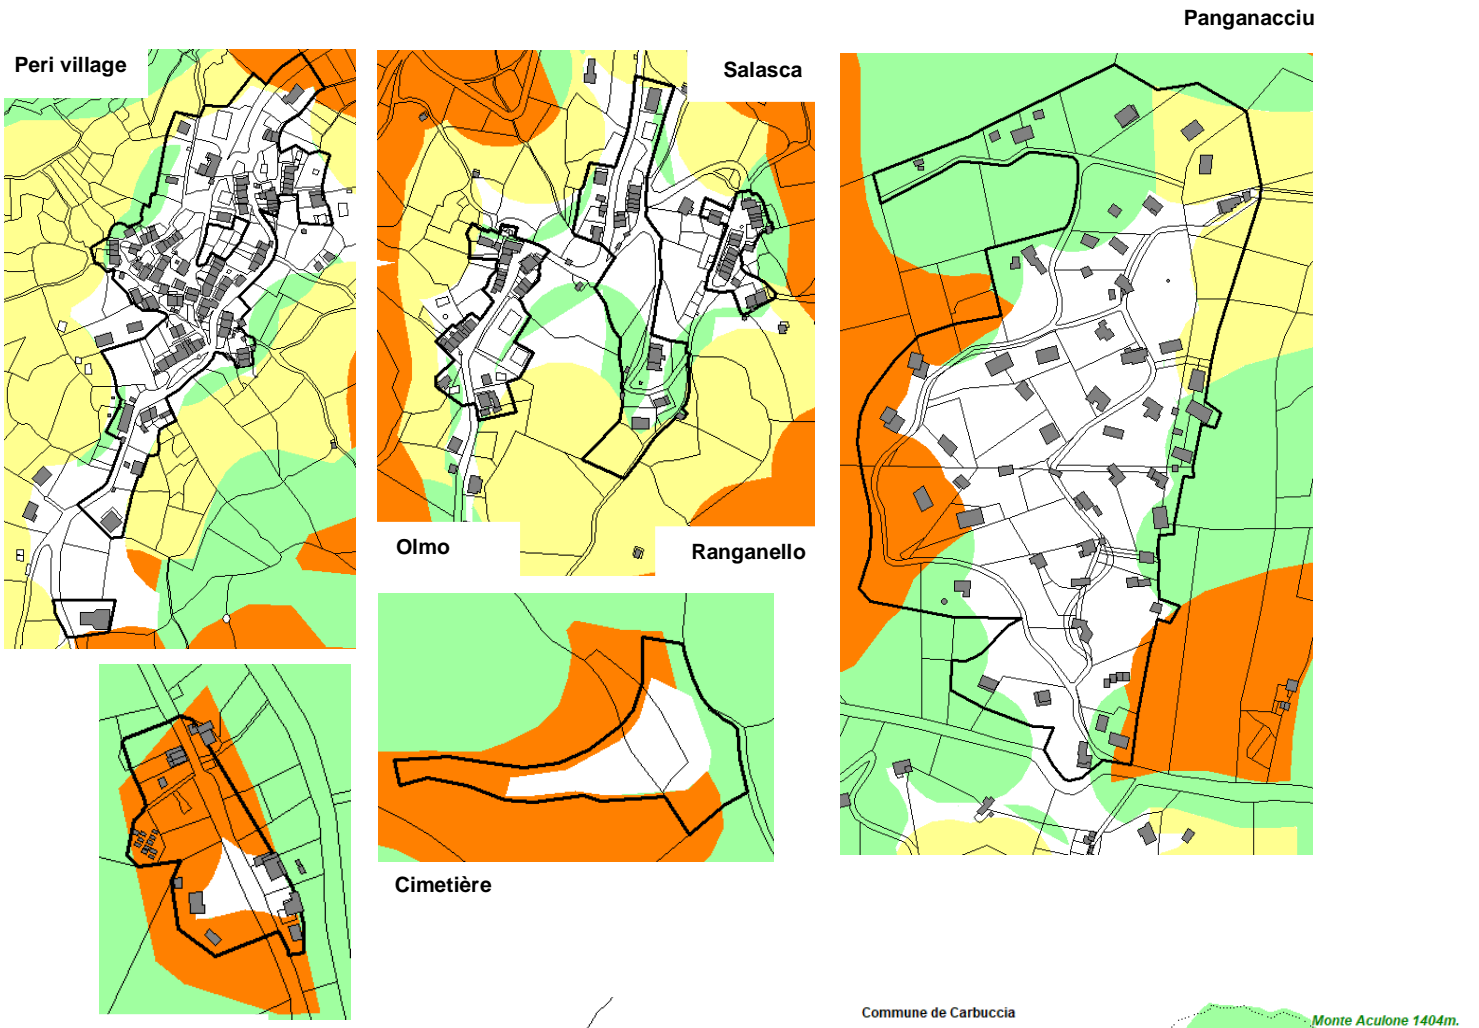 Panganacciu
Peri village
Salasca
Olmo
Ranganello
Cimetière
Commune de Carbuccia
Monte Aculone 1404m.